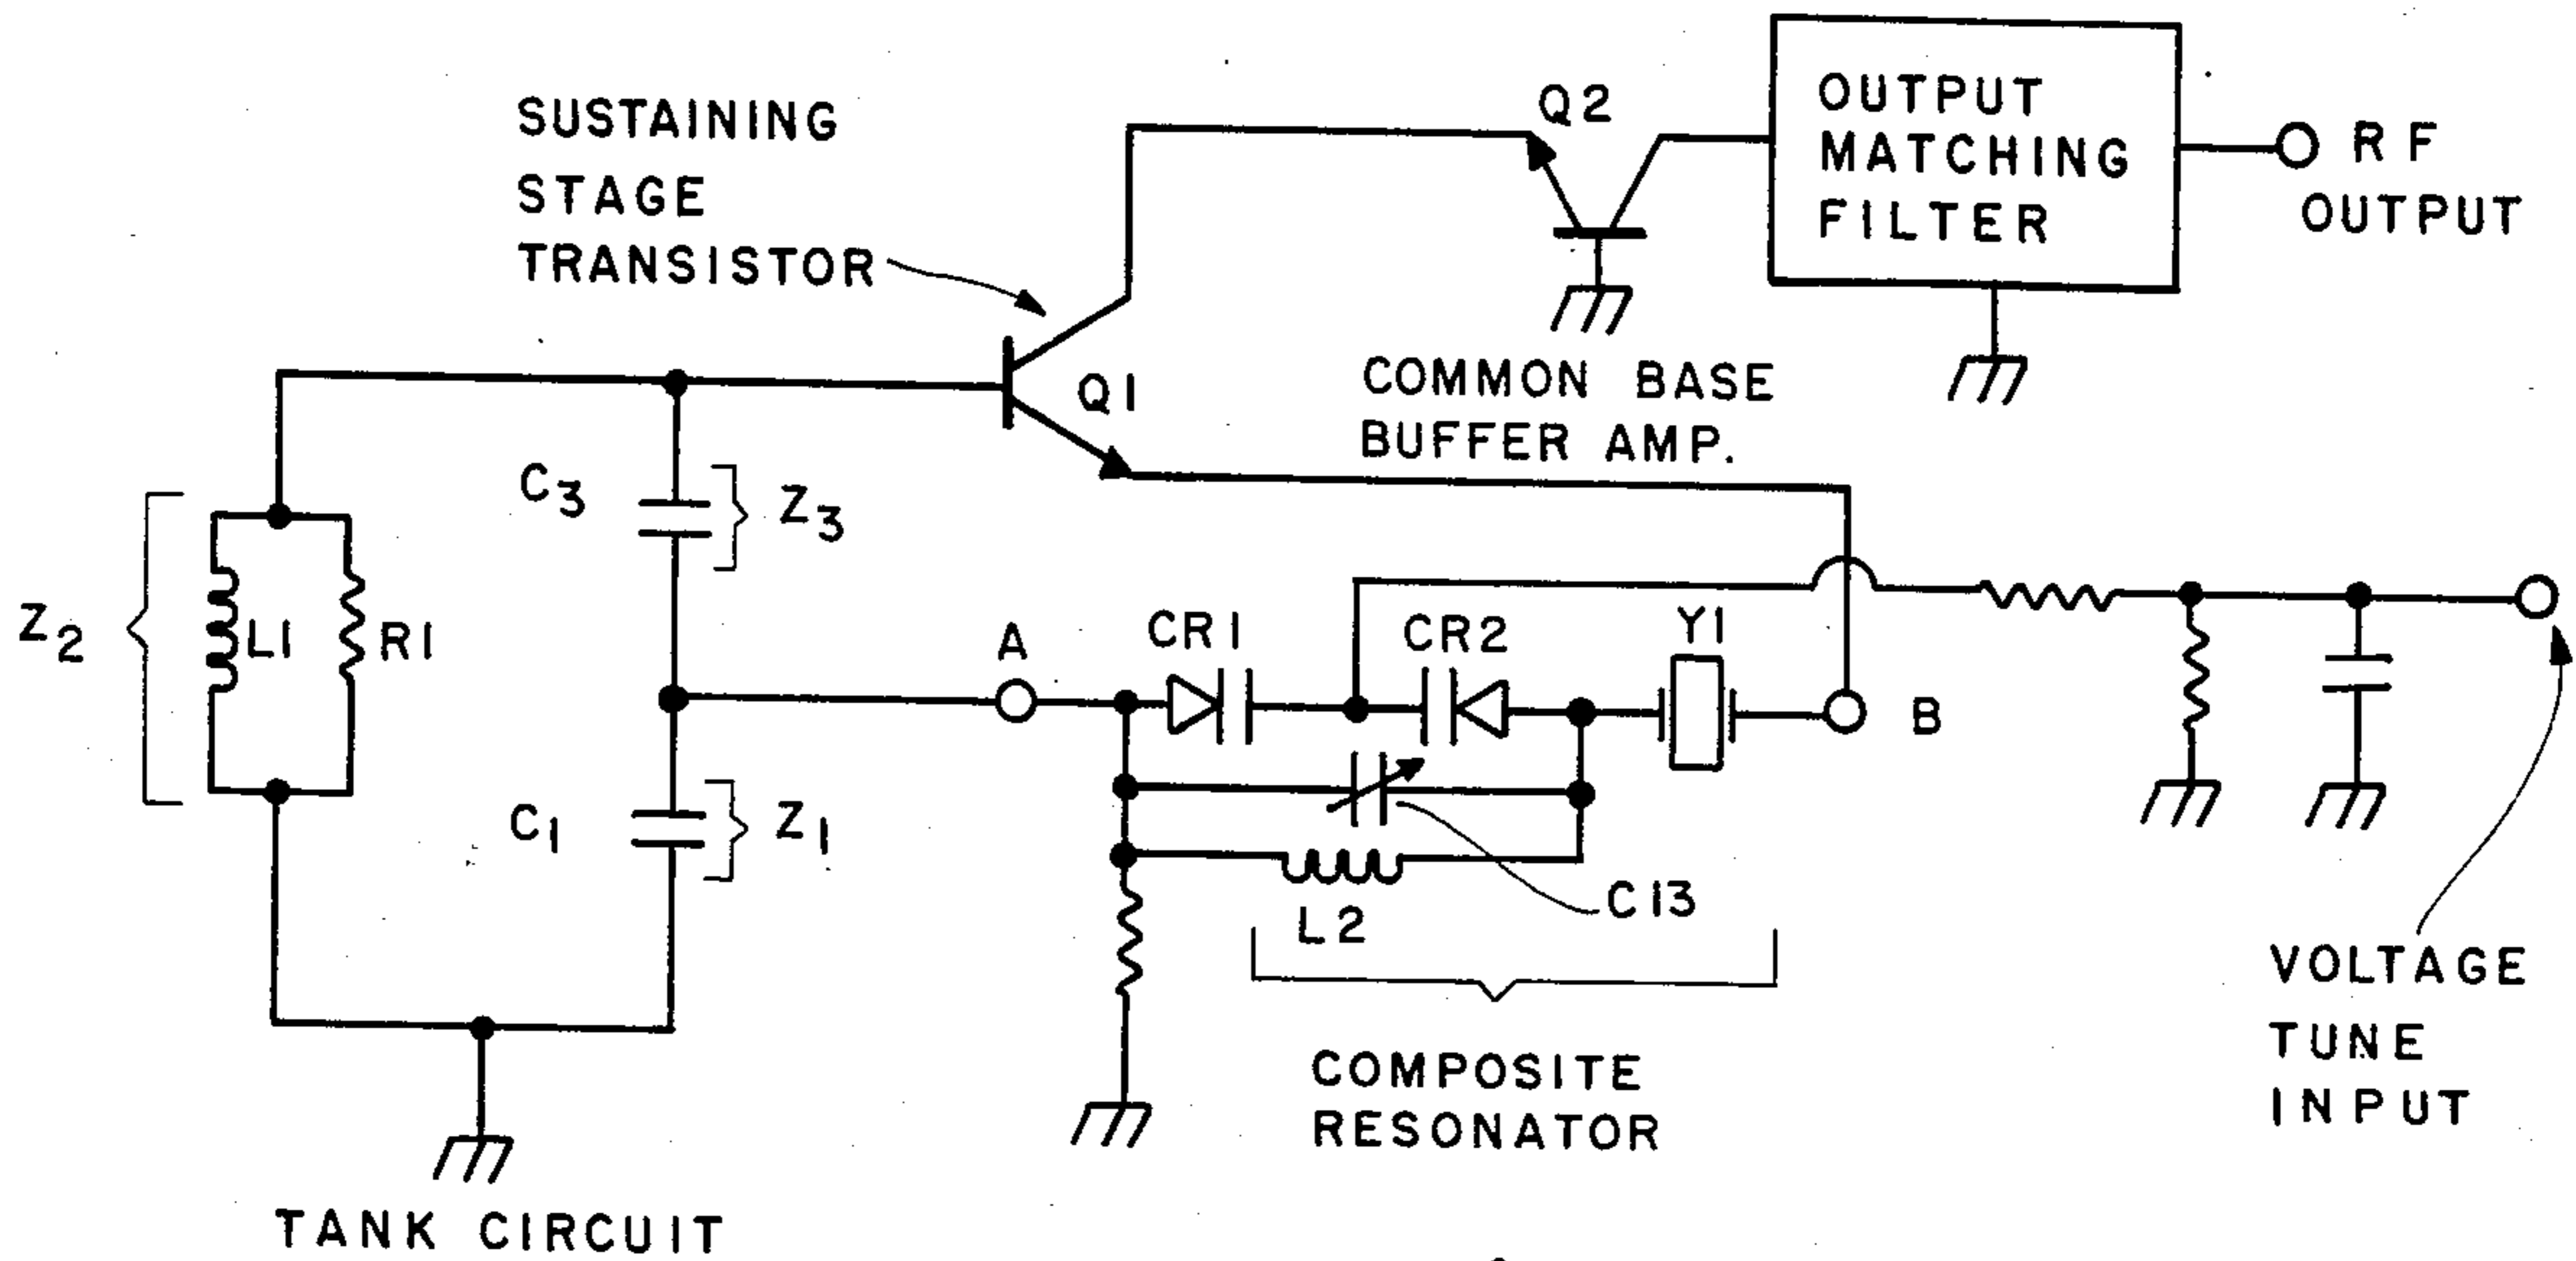 SUSTAINING
STAGE
TRANSISTOR
Q2
OUTPUT
MATCHING
FILTER
RF
OUTPUT
Q1
COMMON BASE
BUFFER AMP.
C3
Z3
Z2
L1
R1
A
CR1
CR2
Y1
B
C1
Z1
L2
C13
COMPOSITE
RESONATOR
VOLTAGE
TUNE
INPUT
TANK CIRCUIT